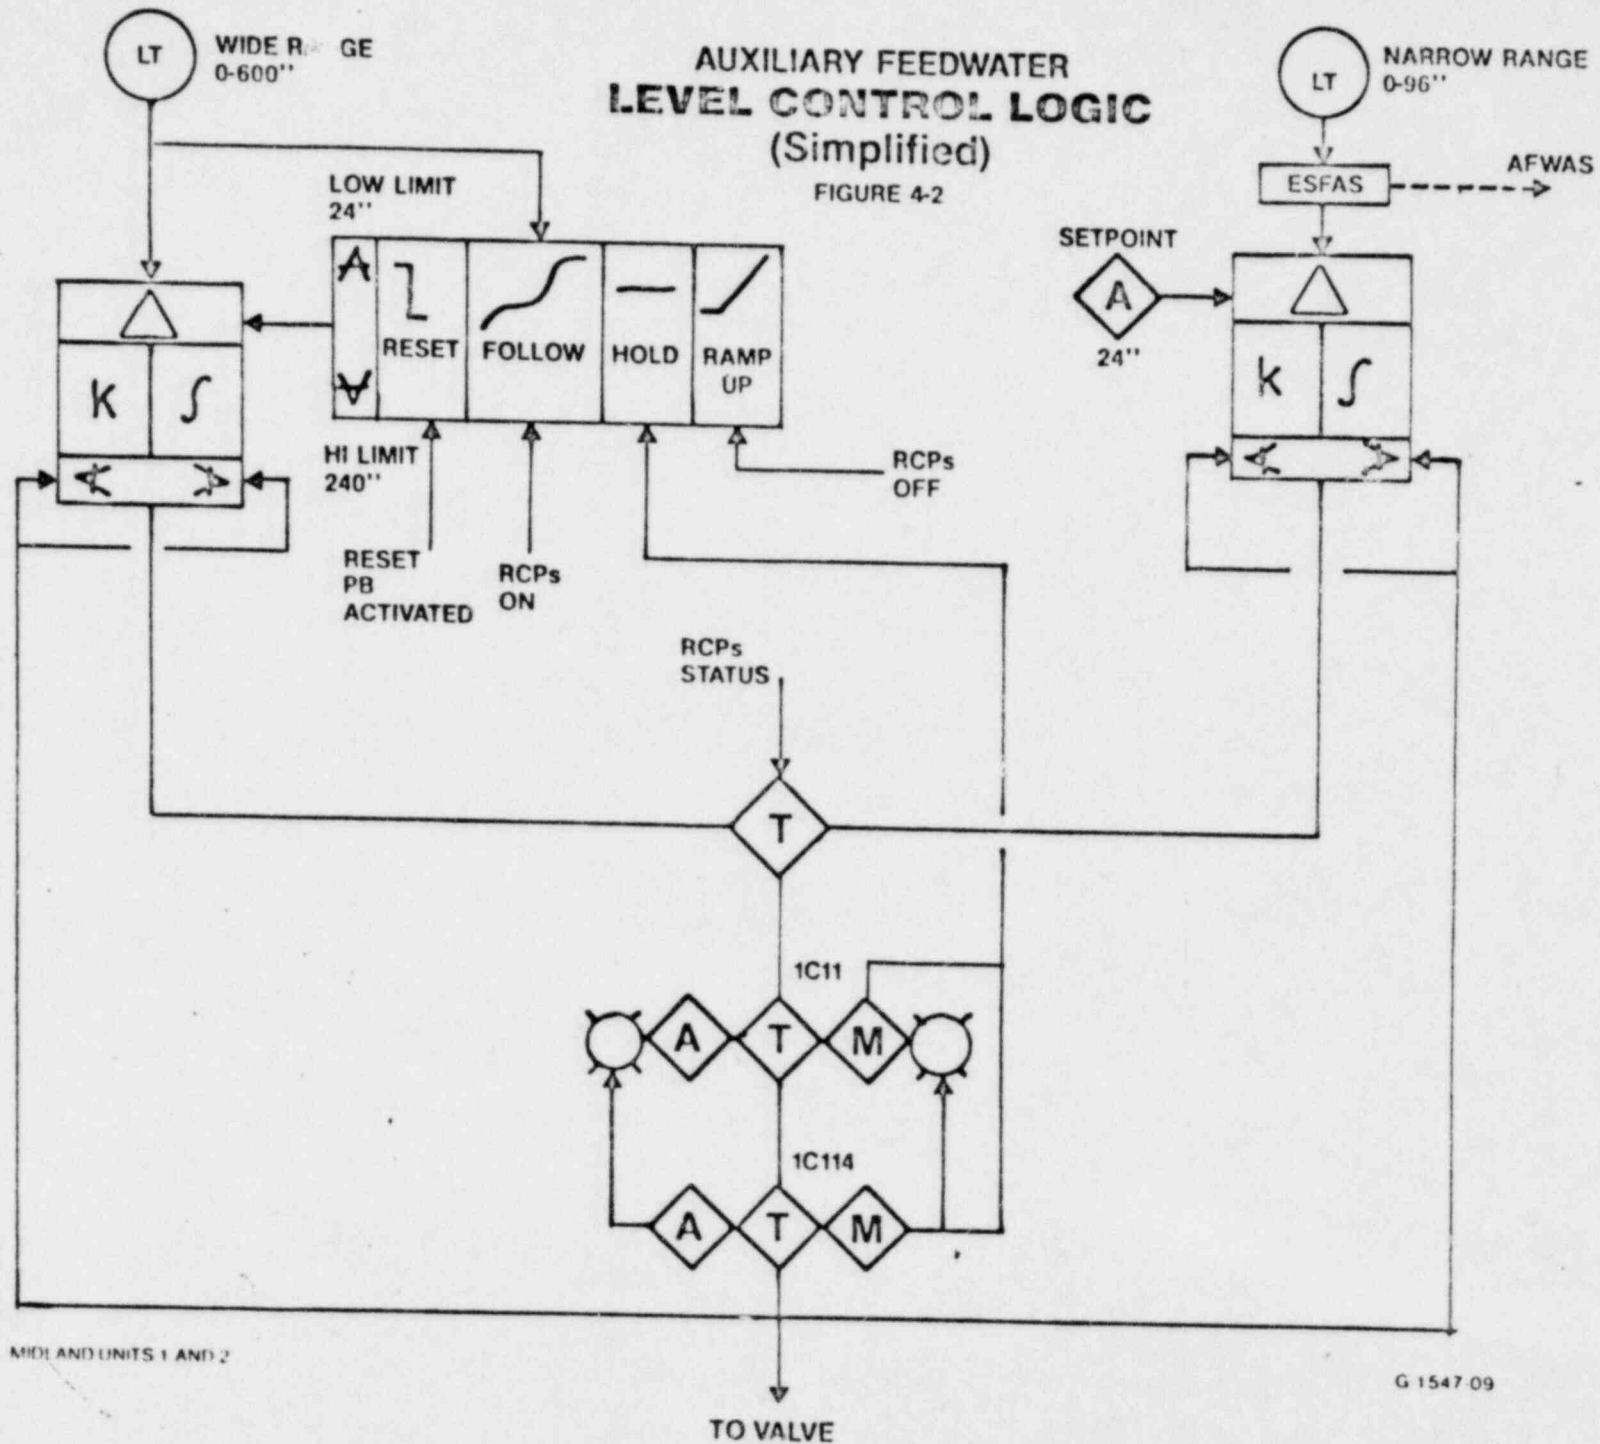 LT
WIDE R GE
0-600"
AUXILIARY FEEDWATER
LEVEL CONTROL LOGIC
(Simplified)
FIGURE 4-2
LT
NARROW RANGE
0-96"
ESFAS
AFWAS
LOW LIMIT
24"
SETPOINT
A
24"
RESET
FOLLOW
HOLD
RAMP
UP
K ∫
k ∫
HI LIMIT
240"
RCPs
OFF
RESET
PB
ACTIVATED
RCPs
ON
RCPs
STATUS
T
1C11
A T M
1C114
A T M
MIDLAND UNITS 1 AND 2
G 1547-09
TO VALVE